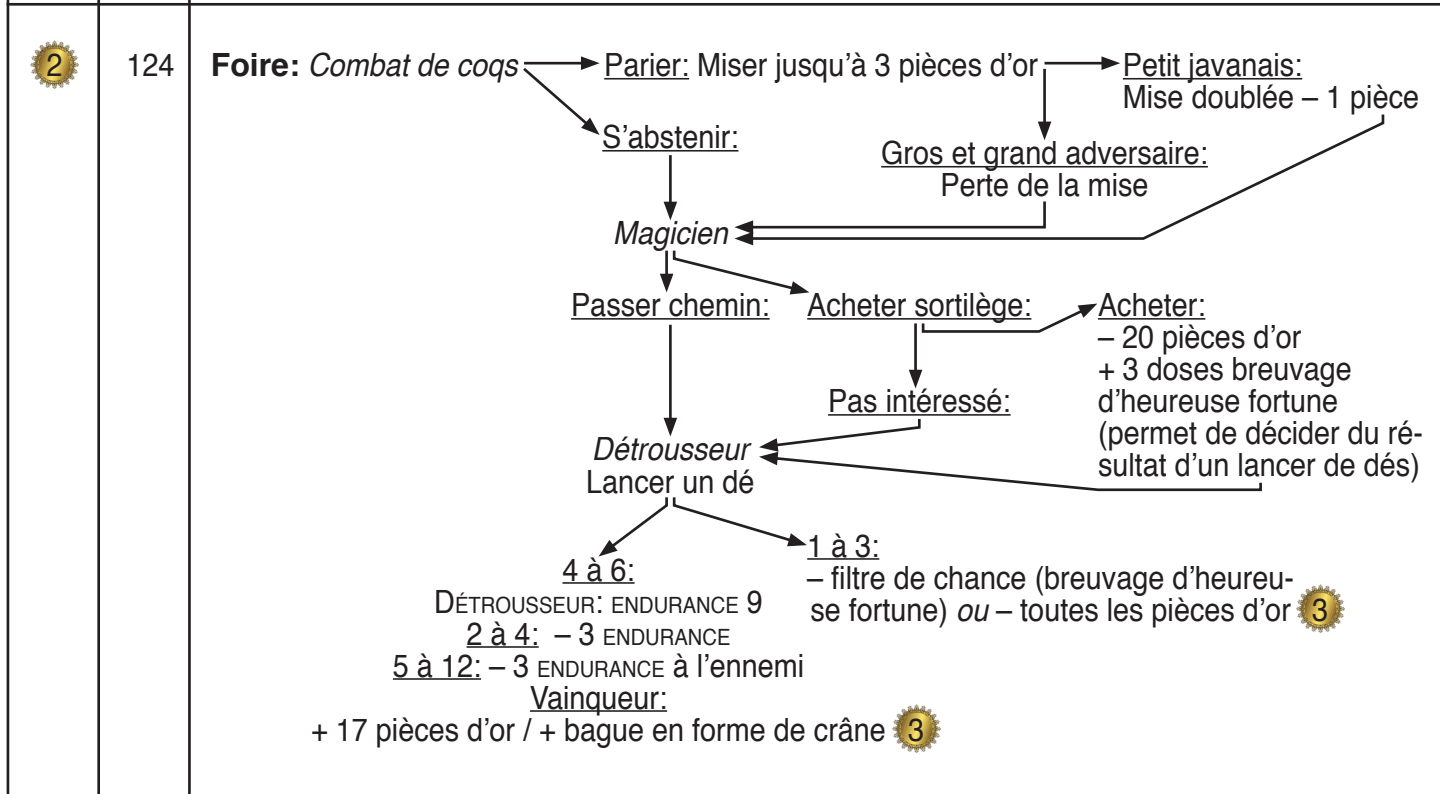 2
124
Foire: Combat de coqs
Parier: Miser jusqu'à 3 pièces d'or
Petit javanais:
Mise doublée – 1 pièce
S'abstenir:
Gros et grand adversaire:
Perte de la mise
Magicien
Passer chemin:
Acheter sortilège:
Acheter:
– 20 pièces d'or
+ 3 doses breuvage
d'heureuse fortune
(permet de décider du ré-
sultat d'un lancer de dés)
Pas intéressé:
Détrousseur
Lancer un dé
4 à 6:
DÉTROUSSEUR: ENDURANCE 9
2 à 4: – 3 ENDURANCE
5 à 12: – 3 ENDURANCE à l'ennemi
Vainqueur:
+ 17 pièces d'or / + bague en forme de crâne 3
1 à 3:
– filtre de chance (breuvage d'heureu-
se fortune) ou – toutes les pièces d'or 3